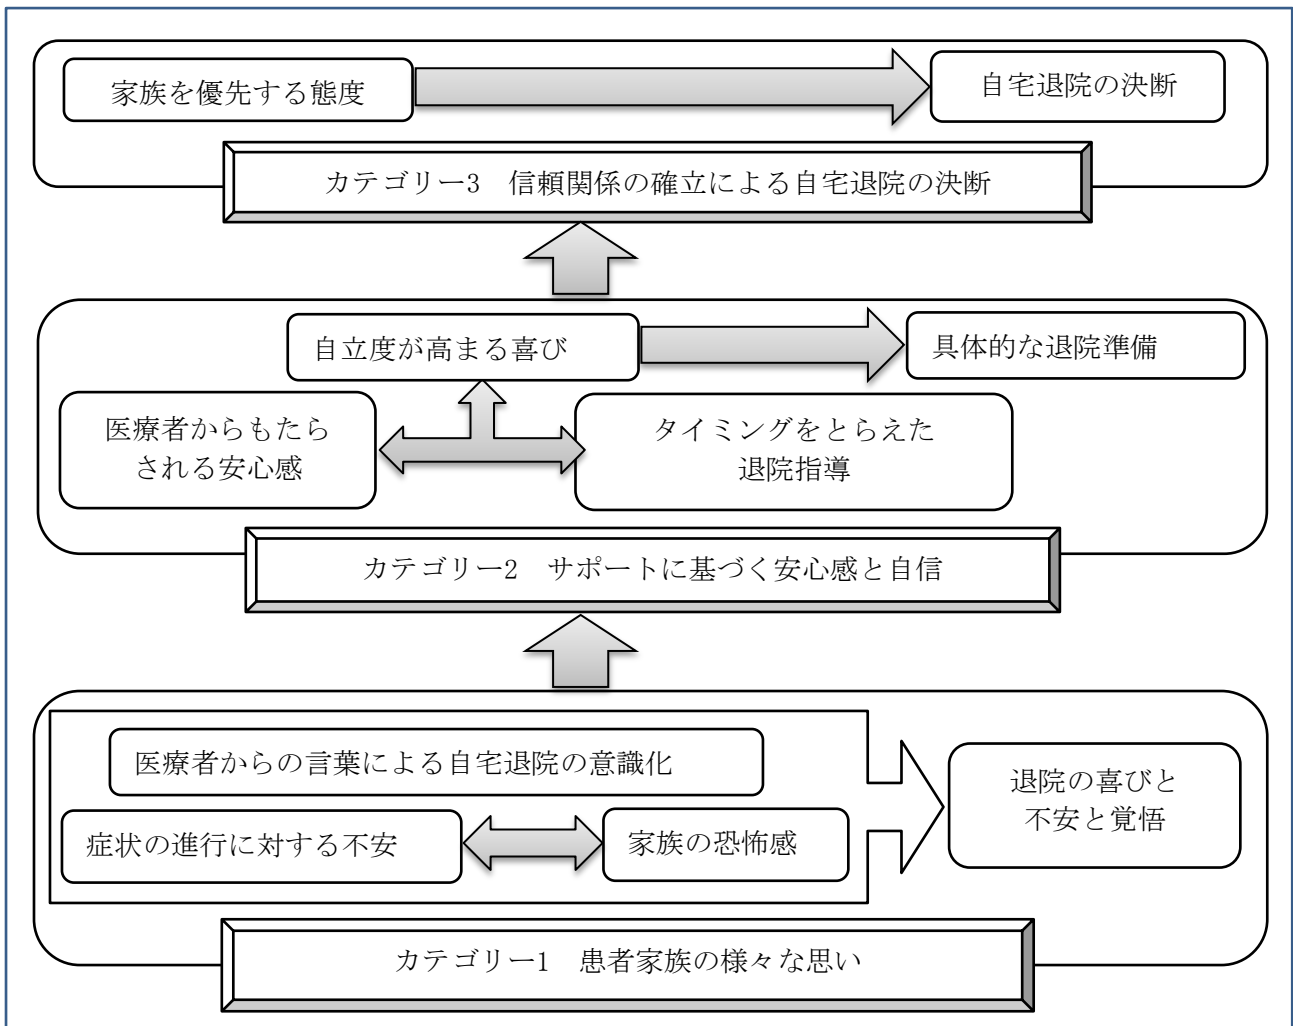 家族を優先する態度
自宅退院の決断
カテゴリー3　信頼関係の確立による自宅退院の決断
自立度が高まる喜び
具体的な退院準備
医療者からもたら
される安心感
タイミングをとらえた
退院指導
カテゴリー2　サポートに基づく安心感と自信
医療者からの言葉による自宅退院の意識化
症状の進行に対する不安
家族の恐怖感
退院の喜びと
不安と覚悟
カテゴリー1　患者家族の様々な思い